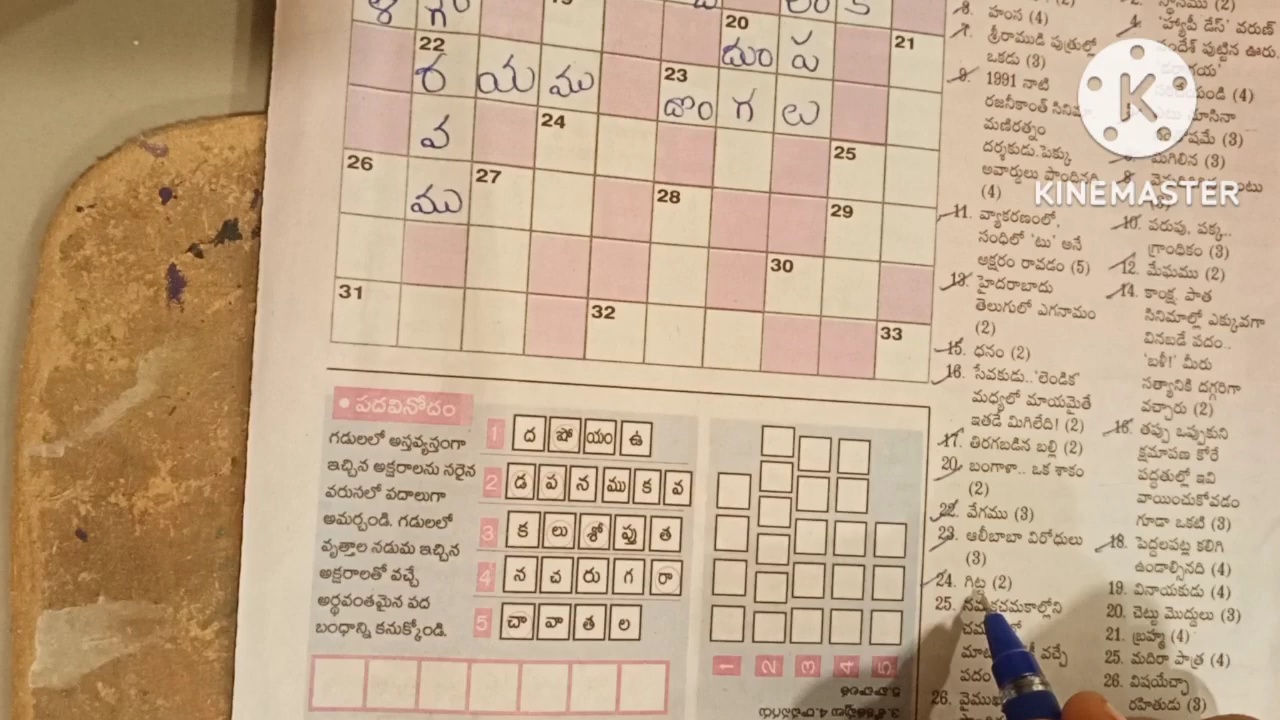 20
21
22
దుం ప
ర య ము
23
దొం గ లు
వ
24
25
26
27
ము
28
29
30
31
32
33
KINEMASTER
8. హంస (4)
7. శ్రీరాముడి పుత్రుల్లో
ఒకడు (3)
9. 1991 నాటి
రజనీకాంత్ సినిమా.
మణిరత్నం
దర్శకుడు. పెక్కు
అవార్డులు పొందినది
(4)
11. వ్యాకరణంలో,
సంధిలో 'టు' అనే
అక్షరం రావడం (5)
13. హైదరాబాదు
తెలుగులో ఎగనామం
(2)
15. ధనం (2)
16. సేవకుడు..'లెండిక'
మధ్యలో మాయమైతే
ఇతడే మిగిలేది! (2)
17. తిరగబడిన బల్లి (2)
20. బంగాళా.. ఒక శాకం
(2)
22. వేగము (3)
23. ఆలీబాబా విరోధులు
(3)
24. గిట్ట (2)
25. నమకచమకాల్లోని
పదం
26.
4. 'హ్యాపీ డేస్' వరుణ్
సందేశ్ పుట్టిన ఊరు.
మిగిలిన (3)
10. పరుపు, పక్క..
గ్రాంధికం (3)
12. మేఘము (2)
14. కాంక్ష, పాత
సినిమాల్లో ఎక్కువగా
వినబడే పదం..
'బళీ!' మీరు
సత్యానికి దగ్గరిగా
వచ్చారు (2)
16. తప్పు ఒప్పుకుని
క్షమాపణ కోరే
పద్ధతుల్లో ఇవి
వాయించుకోవడం
గూడా ఒకటి (3)
18. పెద్దలపట్ల కలిగి
ఉండాల్సినది (4)
19. వినాయకుడు (4)
20. చెట్టు మొద్దులు (3)
21. బ్రహ్మ (4)
25. మదిరా పాత్ర (4)
26. విషయేచ్ఛా
రహితుడు (3)
• పదవినోదం
గడులలో అస్తవ్యస్తంగా
ఇచ్చిన అక్షరాలను సరైన
వరుసలో పదాలుగా
అమర్చండి. గడులలో
వృత్తాల నడుమ ఇచ్చిన
అక్షరాలతో వచ్చే
అర్థవంతమైన పద
బంధాన్ని కనుక్కోండి.
1 ద పో యం ఉ
2 డ ప న ము క వ
3 క లు శో ప్తు త
4 న చ రు గ రా
5 చా వా త ల
1 2 3 4 5